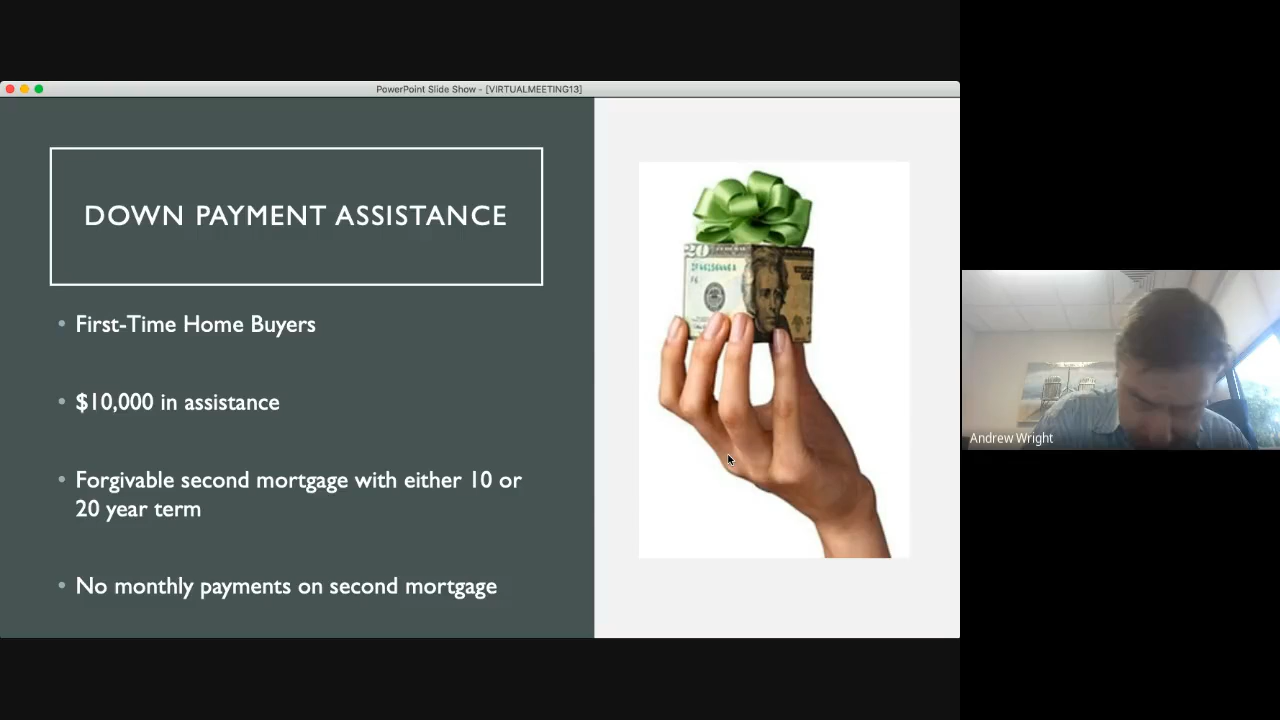 PowerPoint Slide Show - [VIRTUALMEETING13]
DOWN PAYMENT ASSISTANCE
• First-Time Home Buyers
• $10,000 in assistance
• Forgivable second mortgage with either 10 or
20 year term
• No monthly payments on second mortgage
20
Andrew Wright